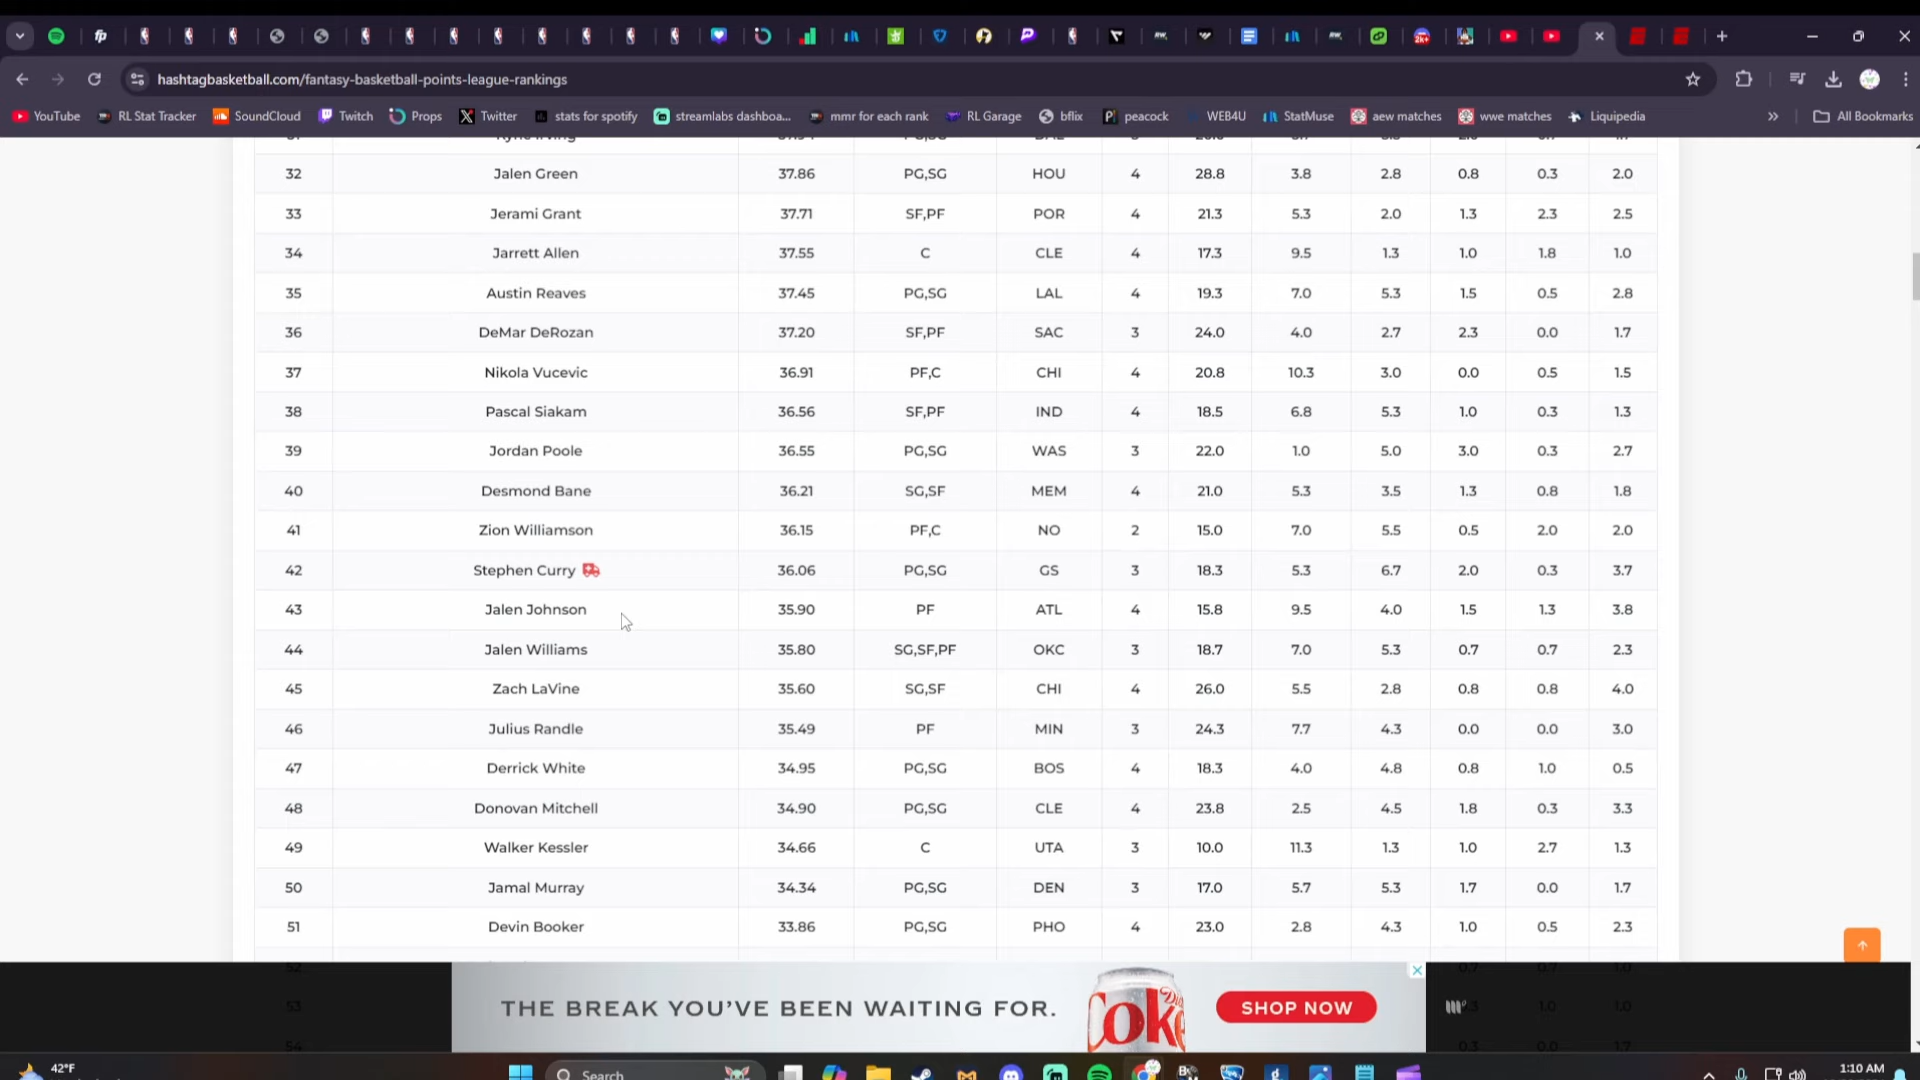 hashtagbasketball.com/fantasy-basketball-points-league-rankings
YouTube RL Stat Tracker SoundCloud Twitch Props Twitter stats for spotify streamlabs dashboa... mmr for each rank RL Garage bflix peacock WEB4U StatMuse aew matches wwe matches Liquipedia » All Bookmarks
32 Jalen Green 37.86 PG,SG HOU 4 28.8 3.8 2.8 0.8 0.3 2.0
33 Jerami Grant 37.71 SF,PF POR 4 21.3 5.3 2.0 1.3 2.3 2.5
34 Jarrett Allen 37.55 C CLE 4 17.3 9.5 1.3 1.0 1.8 1.0
35 Austin Reaves 37.45 PG,SG LAL 4 19.3 7.0 5.3 1.5 0.5 2.8
36 DeMar DeRozan 37.20 SF,PF SAC 3 24.0 4.0 2.7 2.3 0.0 1.7
37 Nikola Vucevic 36.91 PF,C CHI 4 20.8 10.3 3.0 0.0 0.5 1.5
38 Pascal Siakam 36.56 SF,PF IND 4 18.5 6.8 5.3 1.0 0.3 1.3
39 Jordan Poole 36.55 PG,SG WAS 3 22.0 1.0 5.0 3.0 0.3 2.7
40 Desmond Bane 36.21 SG,SF MEM 4 21.0 5.3 3.5 1.3 0.8 1.8
41 Zion Williamson 36.15 PF,C NO 2 15.0 7.0 5.5 0.5 2.0 2.0
42 Stephen Curry 36.06 PG,SG GS 3 18.3 5.3 6.7 2.0 0.3 3.7
43 Jalen Johnson 35.90 PF ATL 4 15.8 9.5 4.0 1.5 1.3 3.8
44 Jalen Williams 35.80 SG,SF,PF OKC 3 18.7 7.0 5.3 0.7 0.7 2.3
45 Zach LaVine 35.60 SG,SF CHI 4 26.0 5.5 2.8 0.8 0.8 4.0
46 Julius Randle 35.49 PF MIN 3 24.3 7.7 4.3 0.0 0.0 3.0
47 Derrick White 34.95 PG,SG BOS 4 18.3 4.0 4.8 0.8 1.0 0.5
48 Donovan Mitchell 34.90 PG,SG CLE 4 23.8 2.5 4.5 1.8 0.3 3.3
49 Walker Kessler 34.66 C UTA 3 10.0 11.3 1.3 1.0 2.7 1.3
50 Jamal Murray 34.34 PG,SG DEN 3 17.0 5.7 5.3 1.7 0.0 1.7
51 Devin Booker 33.86 PG,SG PHO 4 23.0 2.8 4.3 1.0 0.5 2.3
53 1.0 1.0
54 0.3 0.0 1.7
THE BREAK YOU'VE BEEN WAITING FOR. Diet Coke SHOP NOW
42°F Search 1:10 AM